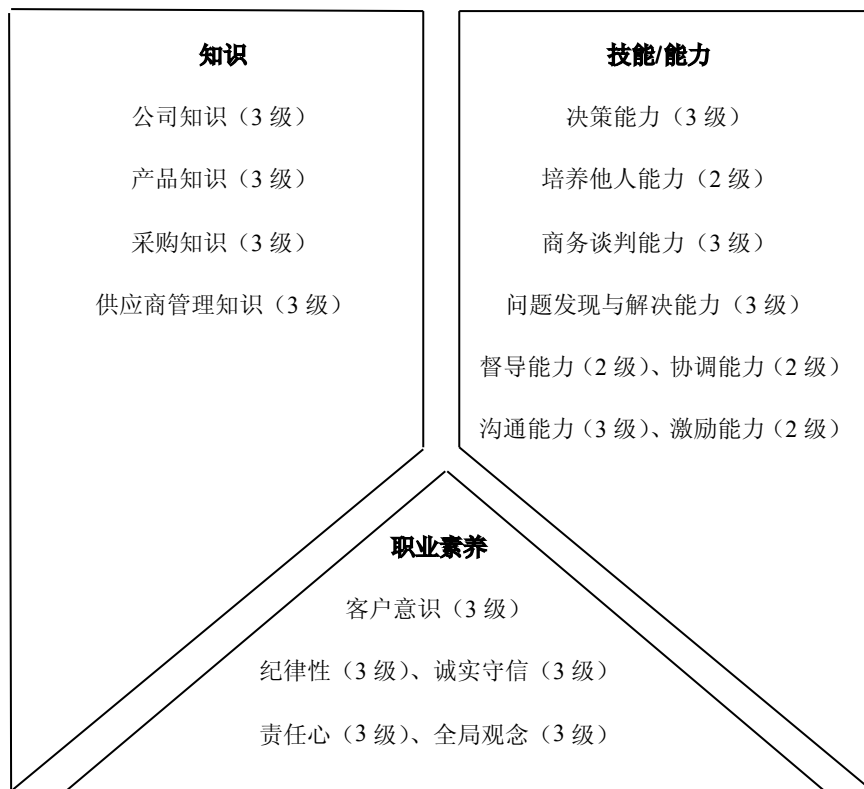 知识
公司知识（3 级）
产品知识（3 级）
采购知识（3 级）
供应商管理知识（3 级）
技能/能力
决策能力（3 级）
培养他人能力（2 级）
商务谈判能力（3 级）
问题发现与解决能力（3 级）
督导能力（2 级）、协调能力（2 级）
沟通能力（3 级）、激励能力（2 级）
职业素养
客户意识（3 级）
纪律性（3 级）、诚实守信（3 级）
责任心（3 级）、全局观念（3 级）